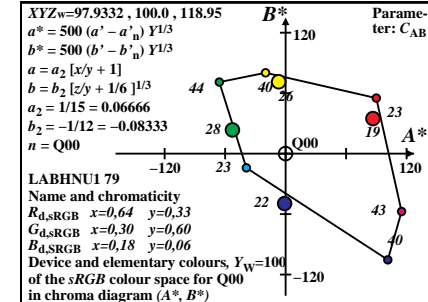 XYZw=97.9332 , 100.0 , 118.95
a* = 500 (a' - a'n) Y1/3
b* = 500 (b' - b'n) Y1/3
a = a2 [x/y + 1]
b = b2 [z/y + 1/6 ]1/3
a2 = 1/15 = 0.06666
b2 = −1/12 = −0.08333
n = Q00
LABHNU1 79
Name and chromaticity
Rd,sRGB x=0,64 y=0,33
Gd,sRGB x=0,30 y=0,60
Bd,sRGB x=0,18 y=0,06
Device and elementary colours, YW=100
of the sRGB colour space for Q00
in chroma diagram (A*, B*)
B*
Parame-
ter: CAB
120
44
40
26
23
19
28
Q00
A*
−120
23
120
22
43
40
−120